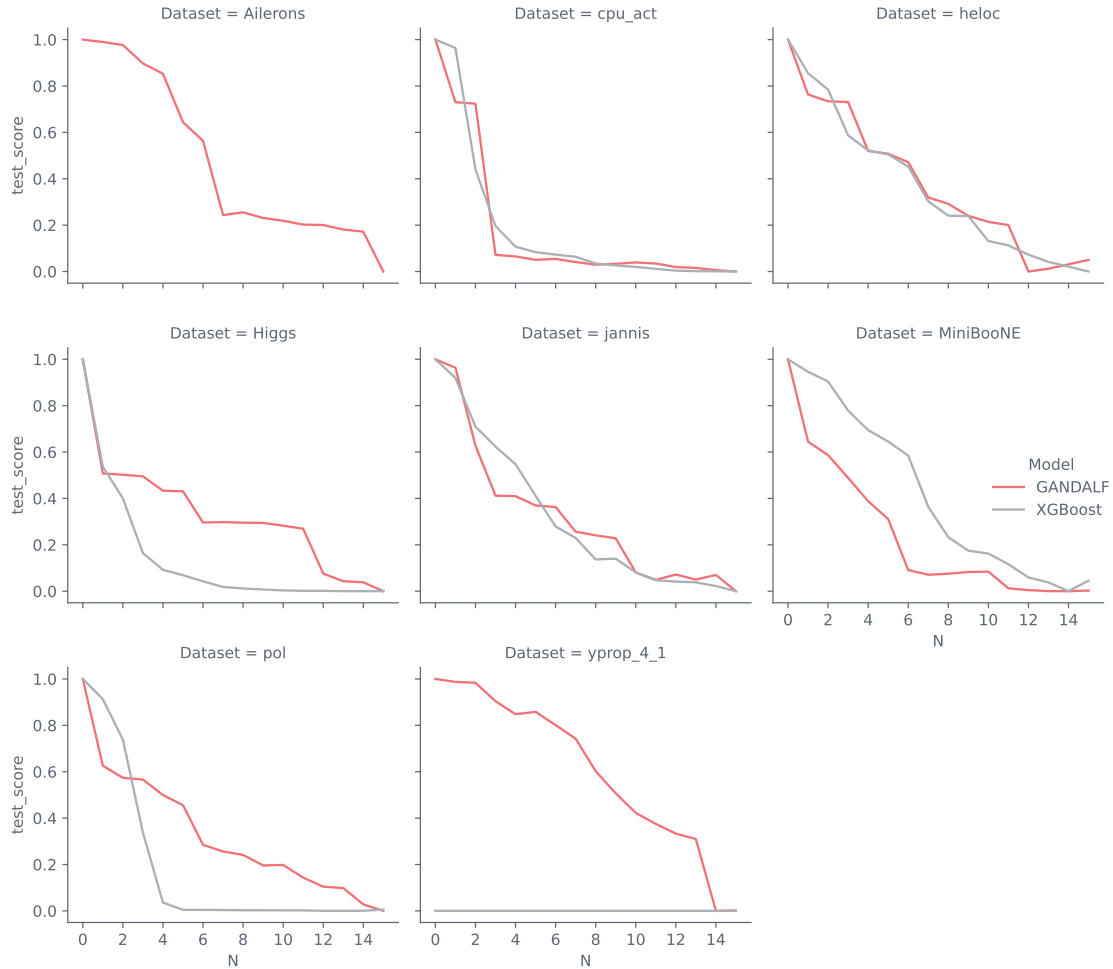 Dataset = Ailerons
Dataset = cpu_act
Dataset = heloc
1.0
0.8
0.6
0.4
0.2
0.0
test_score
Dataset = Higgs
Dataset = jannis
Dataset = MiniBooNE
1.0
0.8
0.6
0.4
0.2
0.0
test_score
Model
GANDALF
XGBoost
0 2 4 6 8 10 12 14
N
Dataset = pol
Dataset = yprop_4_1
1.0
0.8
0.6
0.4
0.2
0.0
test_score
0 2 4 6 8 10 12 14
0 2 4 6 8 10 12 14
N
N